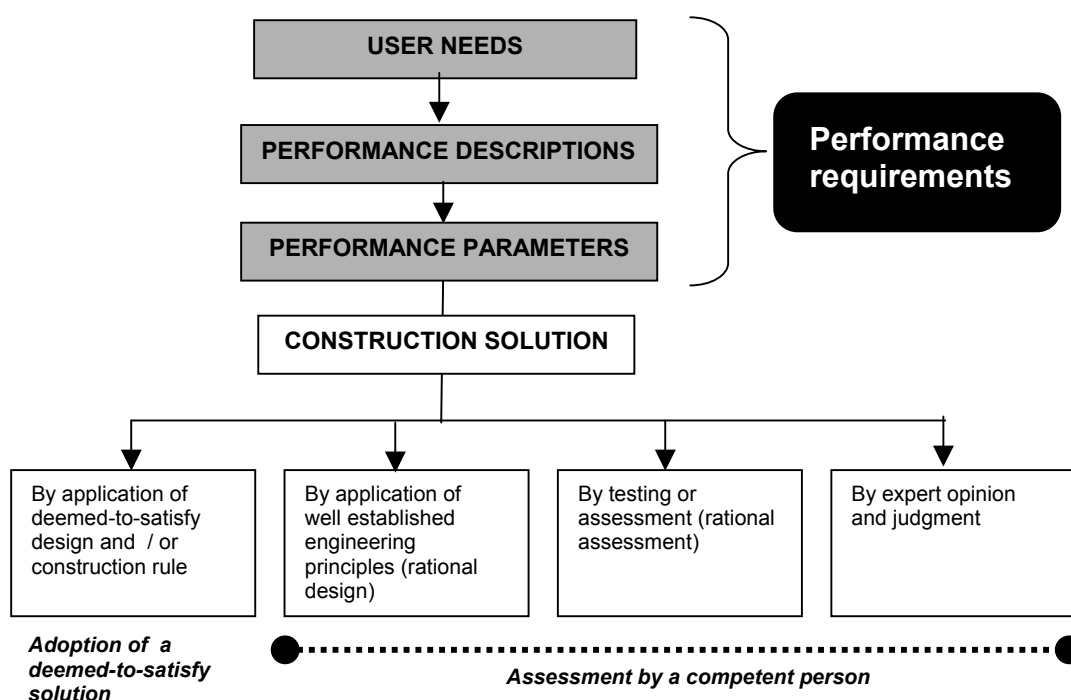 USER NEEDS
PERFORMANCE DESCRIPTIONS
PERFORMANCE PARAMETERS
Performance
requirements
CONSTRUCTION SOLUTION
By application of
deemed-to-satisfy
design and / or
construction rule
By application of
well established
engineering
principles (rational
design)
By testing or
assessment (rational
assessment)
By expert opinion
and judgment
Adoption of a
deemed-to-satisfy
solution
Assessment by a competent person